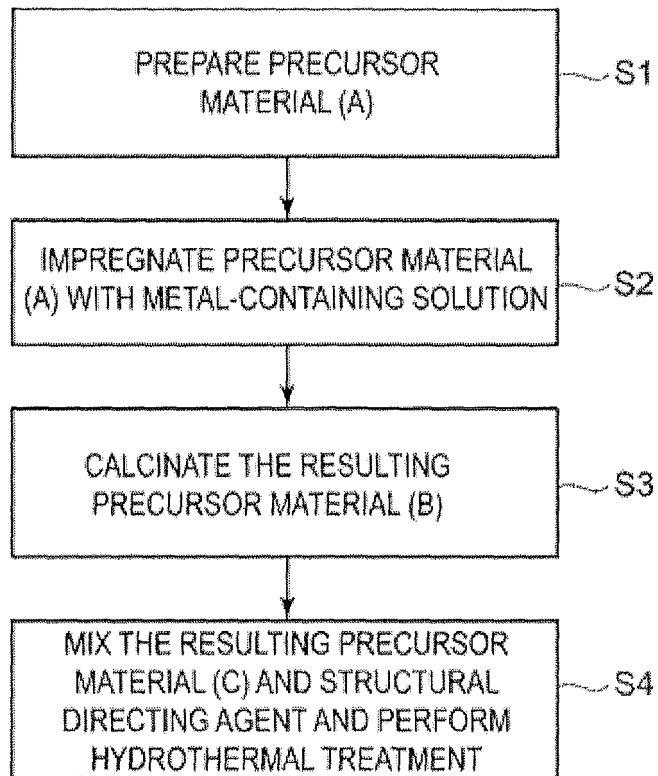 PREPARE PRECURSOR
MATERIAL (A)
S1
IMPREGNATE PRECURSOR MATERIAL
(A) WITH METAL-CONTAINING SOLUTION
S2
CALCINATE THE RESULTING
PRECURSOR MATERIAL (B)
S3
MIX THE RESULTING PRECURSOR
MATERIAL (C) AND STRUCTURAL
DIRECTING AGENT AND PERFORM
HYDROTHERMAL TREATMENT
S4